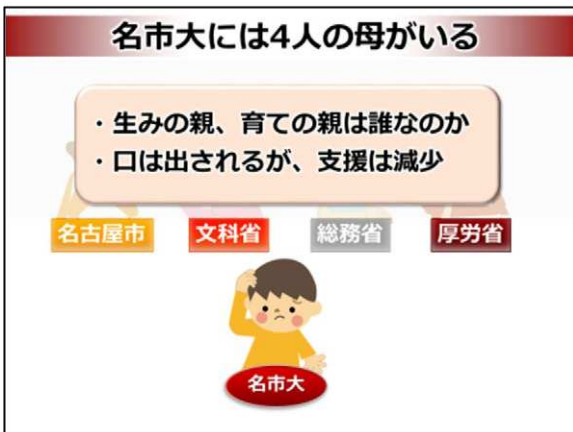 名市大には4人の母がいる
・生みの親、育ての親は誰なのか
・口は出されるが、支援は減少
名古屋市 文科省 総務省 厚労省
名市大